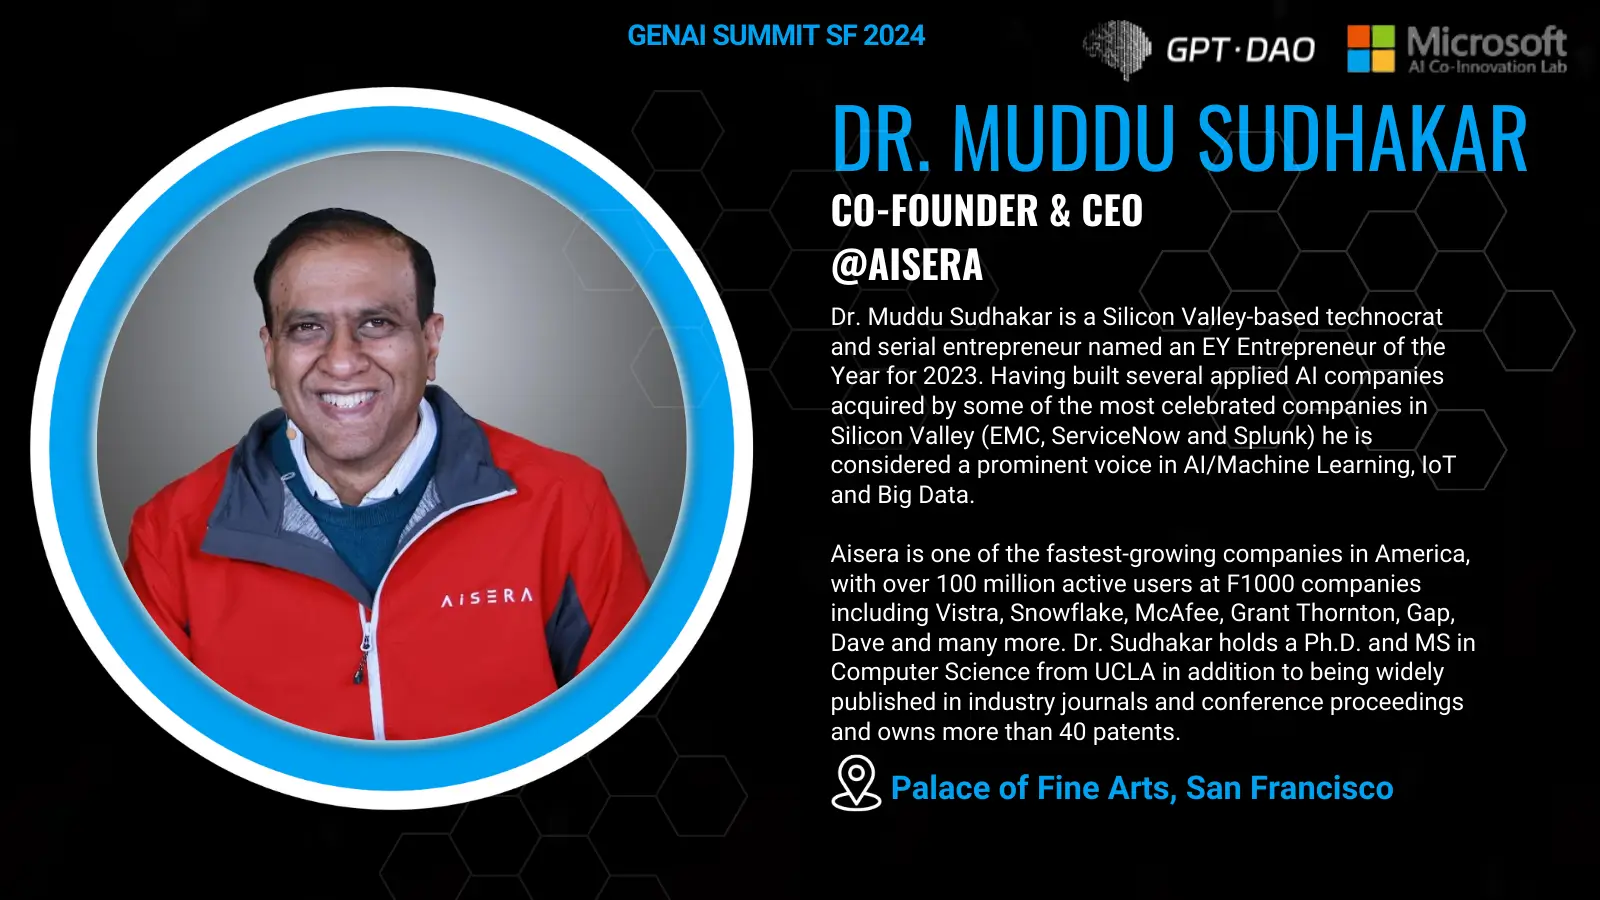 GENAI SUMMIT SF 2024
GPT·DAO
Microsoft
AI Co-Innovation Lab
DR. MUDDU SUDHAKAR
CO-FOUNDER & CEO
@AISERA
Dr. Muddu Sudhakar is a Silicon Valley-based technocrat
and serial entrepreneur named an EY Entrepreneur of the
Year for 2023. Having built several applied AI companies
acquired by some of the most celebrated companies in
Silicon Valley (EMC, ServiceNow and Splunk) he is
considered a prominent voice in AI/Machine Learning, IoT
and Big Data.
Aisera is one of the fastest-growing companies in America,
with over 100 million active users at F1000 companies
including Vistra, Snowflake, McAfee, Grant Thornton, Gap,
Dave and many more. Dr. Sudhakar holds a Ph.D. and MS in
Computer Science from UCLA in addition to being widely
published in industry journals and conference proceedings
and owns more than 40 patents.
Palace of Fine Arts, San Francisco
AiSERA